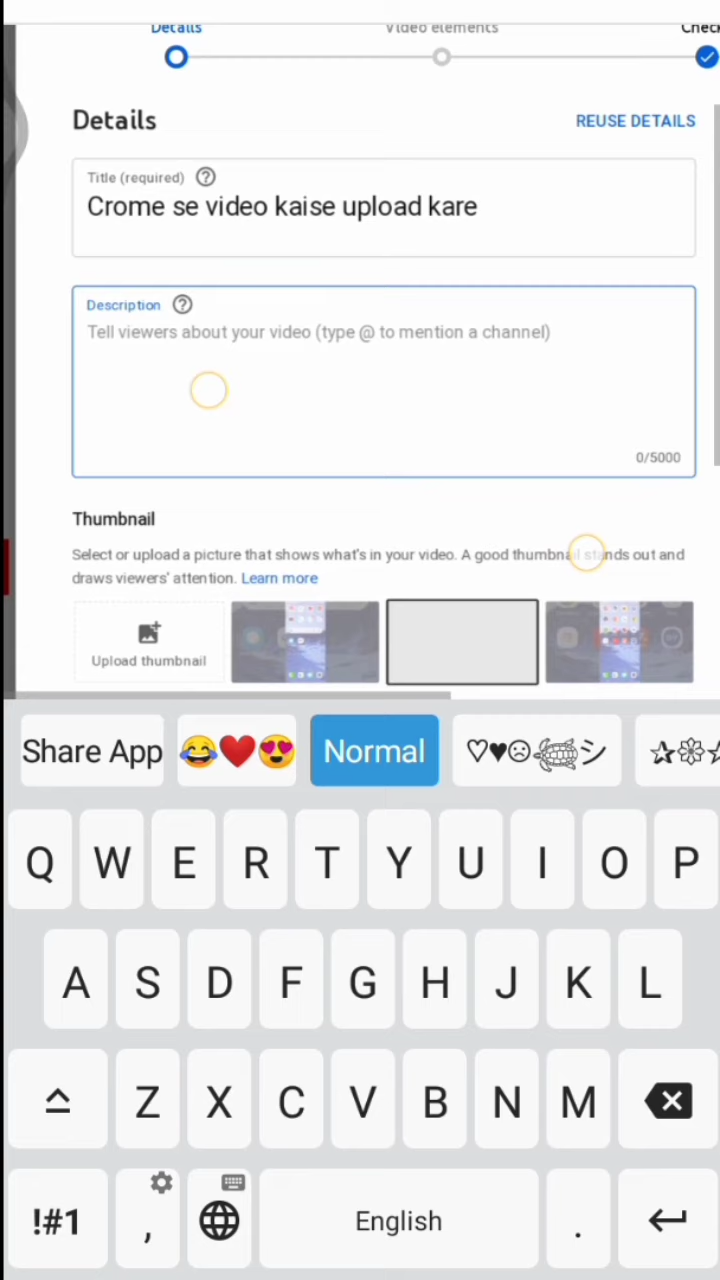 Details Video elements
Details
REUSE DETAILS
Title (required)
Crome se video kaise upload kare
Description
Tell viewers about your video (type @ to mention a channel)
0/5000
Thumbnail
Select or upload a picture that shows what's in your video. A good thumbnail stands out and
draws viewers' attention. Learn more
Upload thumbnail
Share App 😂❤️😍 Normal ♡♥☹🐢シ
Q W E R T Y U I O P
A S D F G H J K L
Z X C V B N M
!#1 , English .